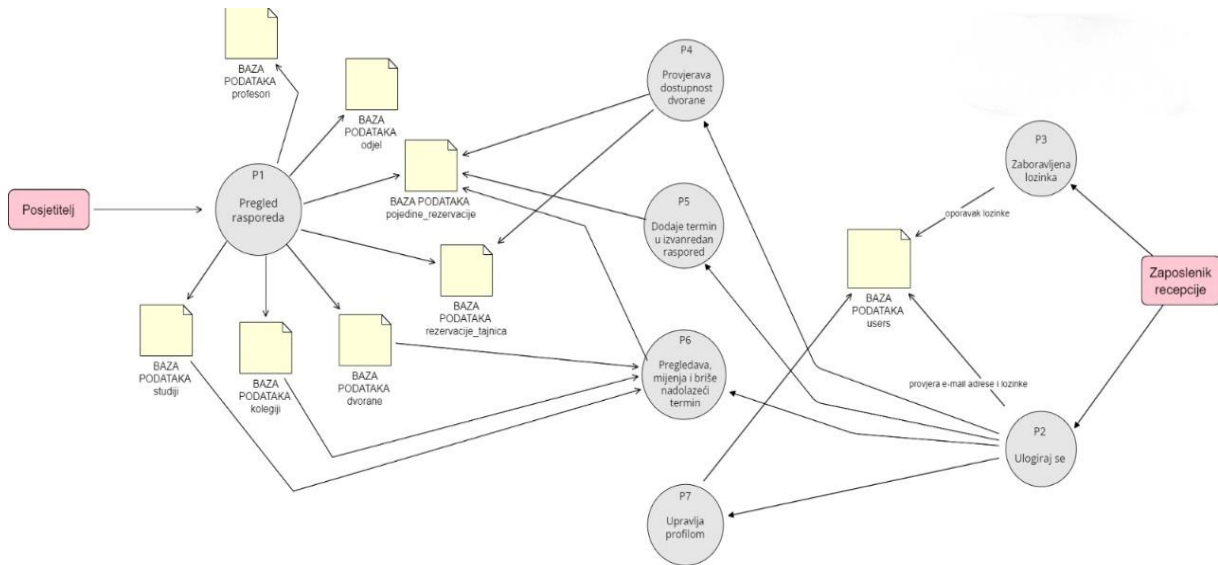 BAZA
PODATAKA
profesori
BAZA
PODATAKA
odjel
P4
Provjerava
dostupnost
dvorane
P3
Zaboravljena
lozinka
P1
Pregled
rasporeda
Posjetitelj
BAZA PODATAKA
pojedine_rezervacije
P5
Dodaje termin
u izvanredan
raspored
oporavak lozinke
BAZA
PODATAKA
users
Zaposlenik
recepcije
BAZA
PODATAKA
rezervacije_tajnica
BAZA
PODATAKA
studiji
BAZA
PODATAKA
kolegiji
BAZA
PODATAKA
dvorane
P6
Pregledava,
mijenja i briše
nadolazeći
termin
provjera e-mail adrese i lozinke
P2
Ulogiraj se
P7
Upravlja
profilom